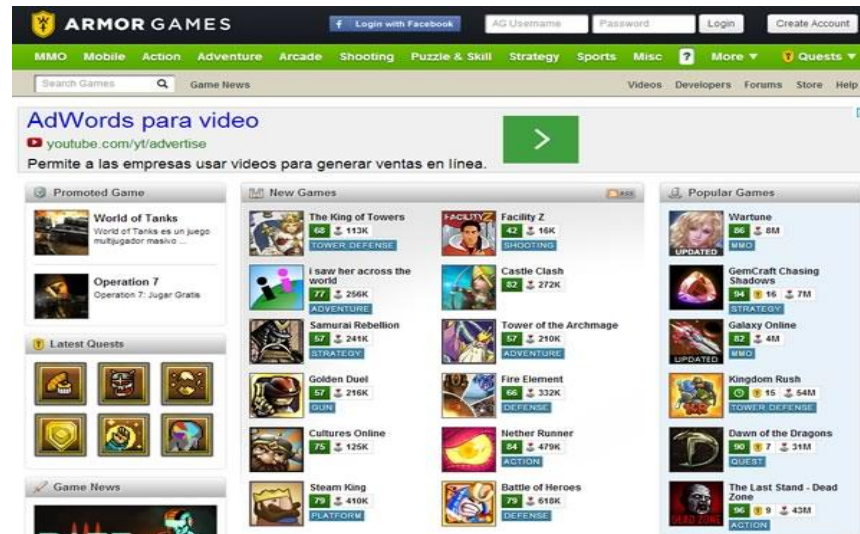 ARMOR GAMES
Login with Facebook
AG Username
Password
Login
Create Account
MMO Mobile Action Adventure Arcade Shooting Puzzle & Skill Strategy Sports Misc ? More Quests
Search Games
Game News
Videos Developers Forums Store Help
AdWords para video
youtube.com/yt/advertise
Permite a las empresas usar videos para generar ventas en línea.
Promoted Game
World of Tanks
World of Tanks es un juego
multijugador masivo ...
Operation 7
Operation 7: Jugar Gratis
Latest Quests
Game News
New Games
RSS
The King of Towers
68 113K
TOWER DEFENSE
Facility Z
42 16K
SHOOTING
i saw her across the
world
77 256K
ADVENTURE
Castle Clash
82 272K
Samurai Rebellion
57 241K
STRATEGY
Tower of the Archmage
57 210K
ADVENTURE
Golden Duel
57 216K
GUN
Fire Element
66 332K
DEFENSE
Cultures Online
75 125K
Nether Runner
84 479K
ACTION
Steam King
79 410K
PLATFORM
Battle of Heroes
79 618K
DEFENSE
Popular Games
Wartune
86 8M
MMO
UPDATED
GemCraft Chasing
Shadows
94 16 7M
STRATEGY
Galaxy Online
82 4M
MMO
UPDATED
Kingdom Rush
15 54M
TOWER DEFENSE
Dawn of the Dragons
90 7 31M
QUEST
The Last Stand - Dead
Zone
96 9 43M
ACTION
DEAD ZONE